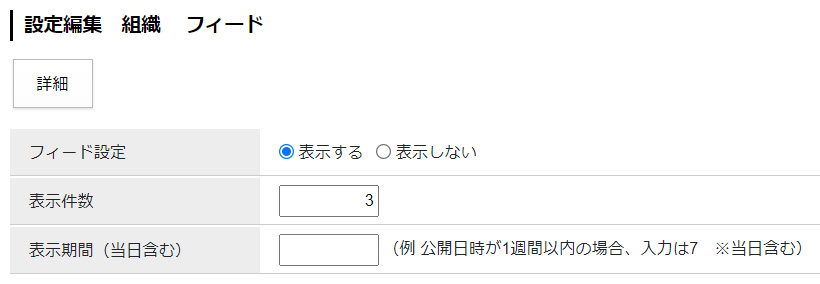 設定編集　組織　 フィード
詳細
フィード設定 表示する 表示しない
表示件数 3
表示期間（当日含む） （例 公開日時が1週間以内の場合、入力は7　※当日含む）